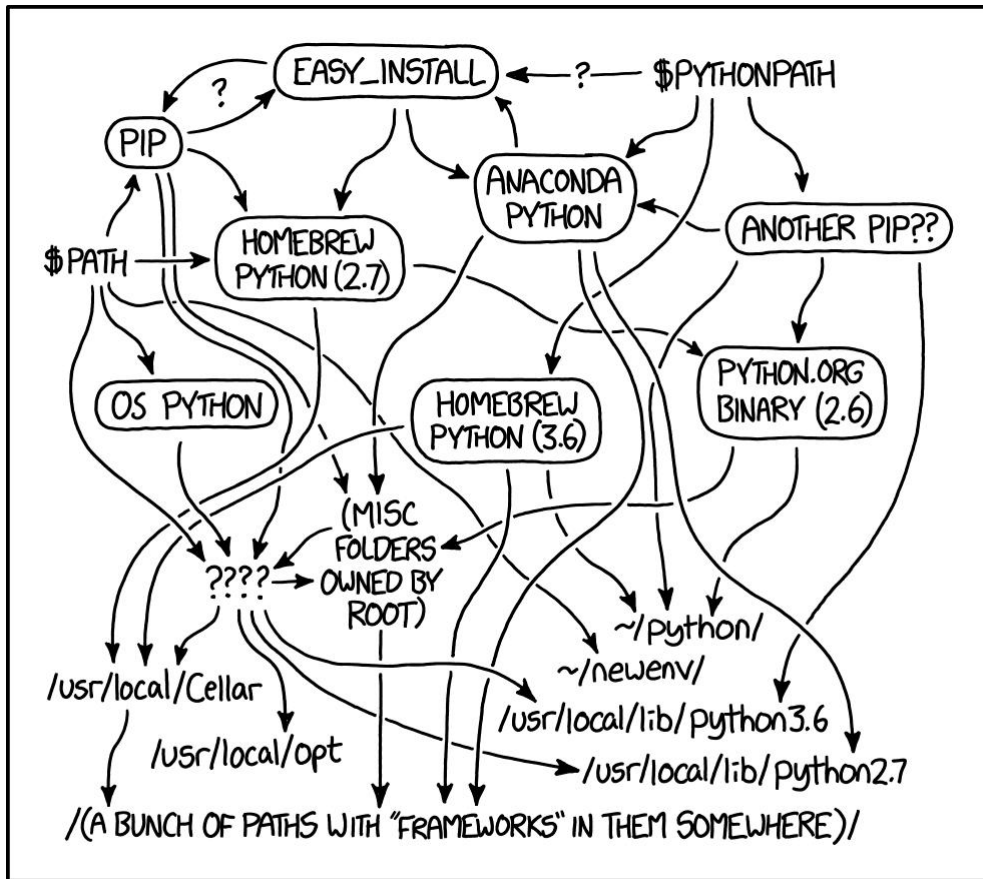 EASY_INSTALL
?
$PYTHONPATH
?
PIP
ANACONDA
PYTHON
ANOTHER PIP??
HOMEBREW
PYTHON (2.7)
$PATH
OS PYTHON
HOMEBREW
PYTHON (3.6)
PYTHON.ORG
BINARY (2.6)
(MISC
FOLDERS
OWNED BY
ROOT)
????
~/python/
~/newenv/
/usr/local/Cellar
/usr/local/lib/python3.6
/usr/local/opt
/usr/local/lib/python2.7
/(A BUNCH OF PATHS WITH "FRAMEWORKS" IN THEM SOMEWHERE)/